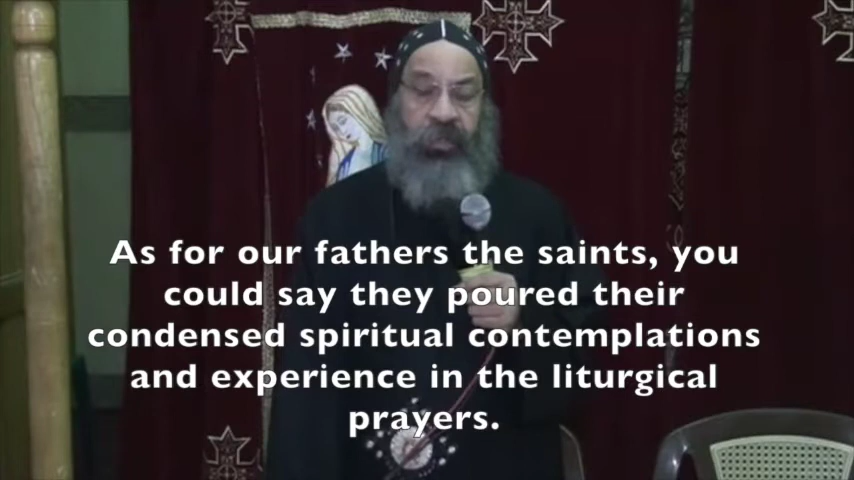 As for our fathers the saints, you
could say they poured their
condensed spiritual contemplations
and experience in the liturgical
prayers.